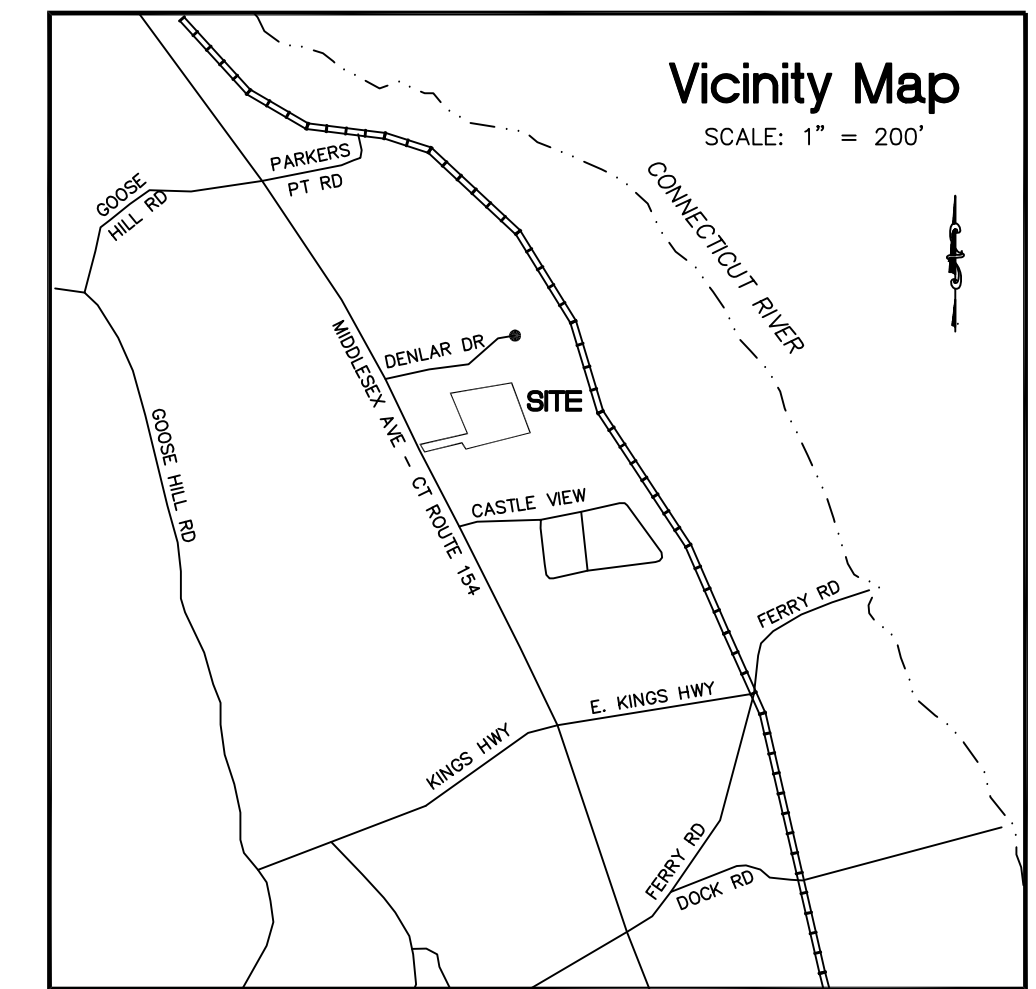 Vicinity Map
SCALE: 1" = 200'
PARKERS
PT RD
GOOSE
HILL RD
CONNECTICUT RIVER
DENLAR DR
MIDDLESEX AVE - CT ROUTE 154
SITE
GOOSE HILL RD
CASTLE VIEW
FERRY RD
E. KINGS HWY
KINGS HWY
FERRY RD
DOCK RD